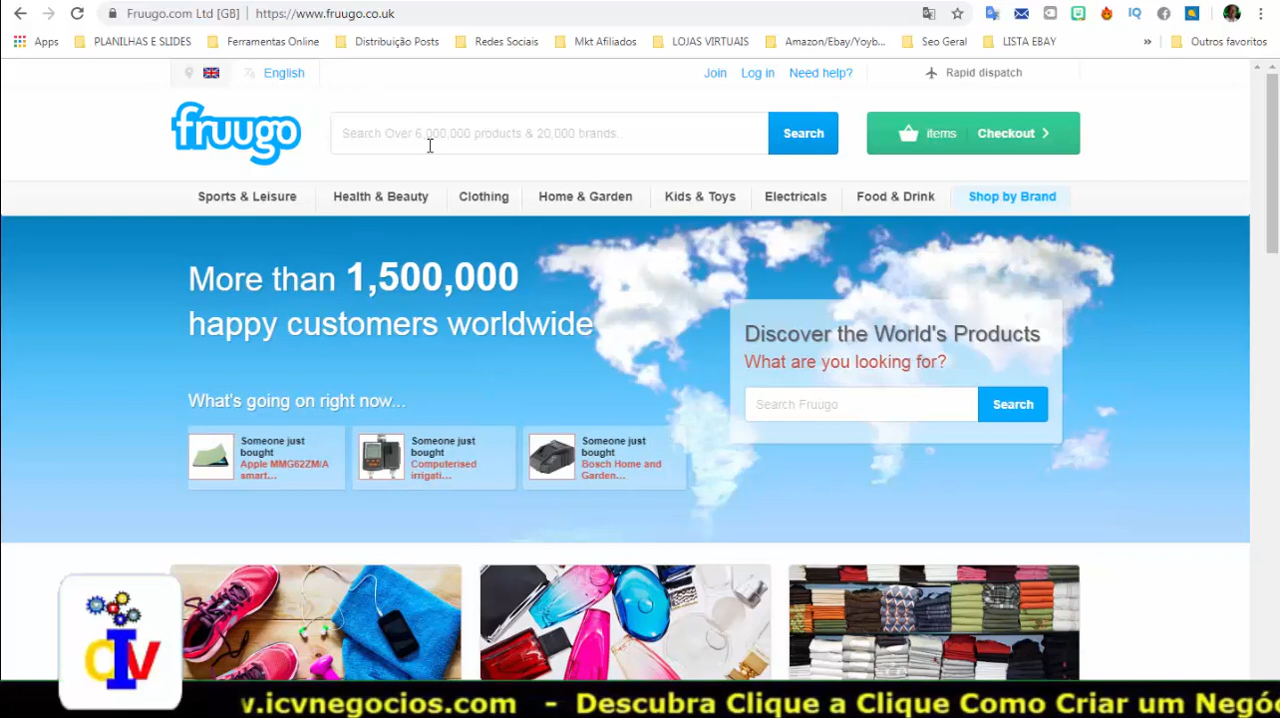 Fruugo.com Ltd [GB] | https://www.fruugo.co.uk
Apps PLANILHAS E SLIDES Ferramentas Online Distribuição Posts Redes Sociais Mkt Afiliados LOJAS VIRTUAIS Amazon/Ebay/Yoyb... Seo Geral LISTA EBAY » Outros favoritos
English Join Log in Need help? Rapid dispatch
fruugo
Search Over 6,000,000 products & 20,000 brands.. Search items Checkout
Sports & Leisure Health & Beauty Clothing Home & Garden Kids & Toys Electricals Food & Drink Shop by Brand
More than 1,500,000
happy customers worldwide
Discover the World's Products
What are you looking for?
Search Fruugo Search
What's going on right now...
Someone just
bought
Apple MMG62ZM/A
smart...
Someone just
bought
Computerised
irrigati...
Someone just
bought
Bosch Home and
Garden...
cIv
w.icvnegocios.com - Descubra Clique a Clique Como Criar um Negó